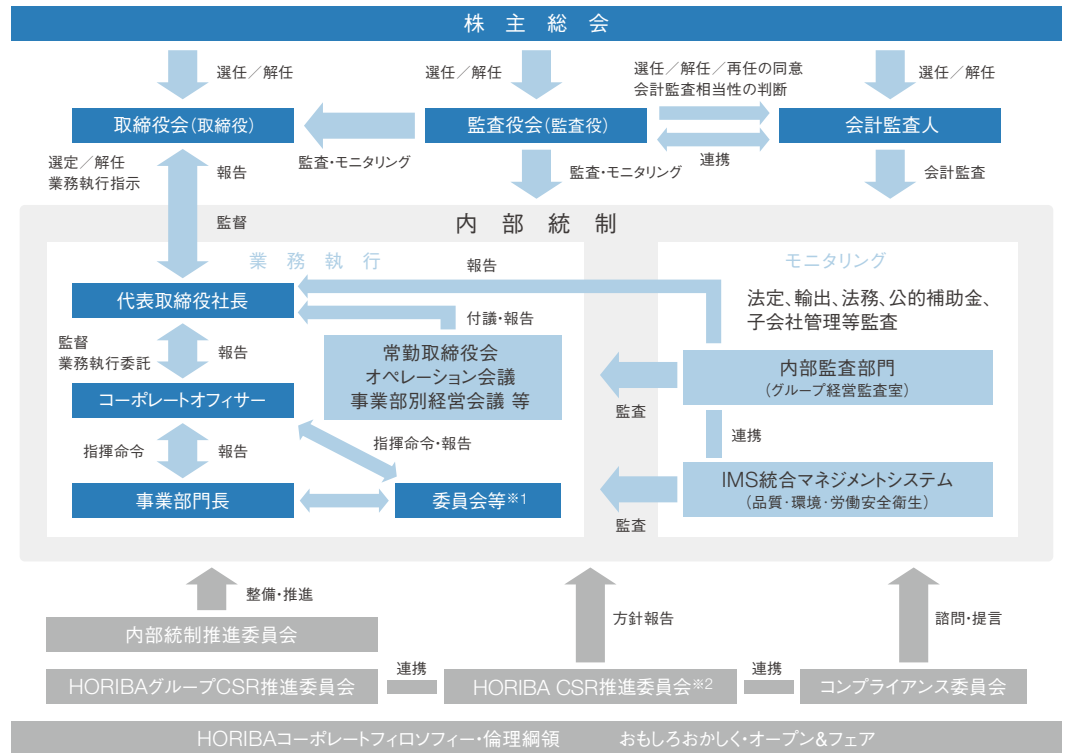 株主総会
選任／解任
選任／解任
選任／解任／再任の同意
会計監査相当性の判断
選任／解任
取締役会（取締役）
監査役会（監査役）
会計監査人
選定／解任
業務執行指示
報告
監査・モニタリング
監査・モニタリング
連携
会計監査
監督
内部統制
業務執行
報告
モニタリング
代表取締役社長
付議・報告
法定、輸出、法務、公的補助金、
子会社管理等監査
監督
業務執行委託
報告
常勤取締役会
オペレーション会議
事業部別経営会議 等
内部監査部門
（グループ経営監査室）
監査
コーポレートオフィサー
指揮命令
報告
指揮命令・報告
連携
事業部門長
委員会等※1
IMS統合マネジメントシステム
（品質・環境・労働安全衛生）
監査
整備・推進
方針報告
諮問・提言
内部統制推進委員会
HORIBAグループCSR推進委員会
連携
HORIBA CSR推進委員会※2
連携
コンプライアンス委員会
HORIBAコーポレートフィロソフィー・倫理綱領 おもしろおかしく・オープン&フェア